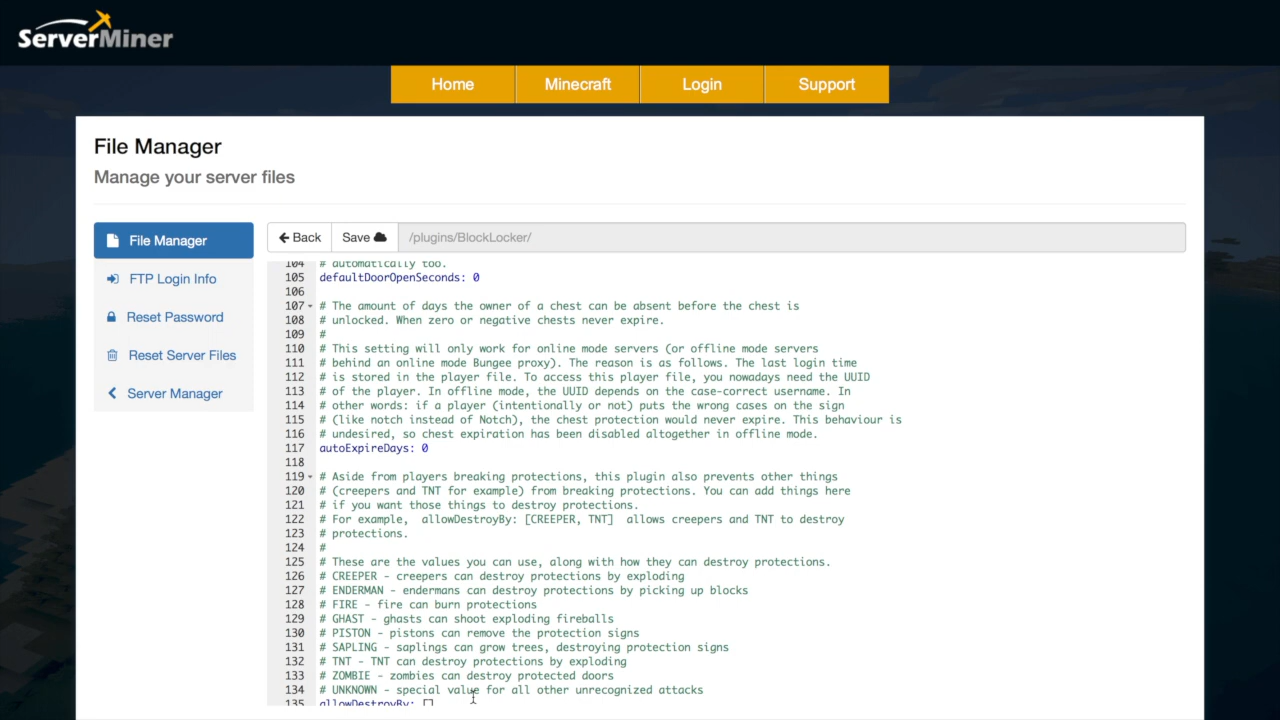 ServerMiner
Home Minecraft Login Support
File Manager
Manage your server files
File Manager
FTP Login Info
Reset Password
Reset Server Files
Server Manager
Back Save /plugins/BlockLocker/
104 # automatically too.
105 defaultDoorOpenSeconds: 0
106
107 # The amount of days the owner of a chest can be absent before the chest is
108 # unlocked. When zero or negative chests never expire.
109 #
110 # This setting will only work for online mode servers (or offline mode servers
111 # behind an online mode Bungee proxy). The reason is as follows. The last login time
112 # is stored in the player file. To access this player file, you nowadays need the UUID
113 # of the player. In offline mode, the UUID depends on the case-correct username. In
114 # other words: if a player (intentionally or not) puts the wrong cases on the sign
115 # (like notch instead of Notch), the chest protection would never expire. This behaviour is
116 # undesired, so chest expiration has been disabled altogether in offline mode.
117 autoExpireDays: 0
118
119 # Aside from players breaking protections, this plugin also prevents other things
120 # (creepers and TNT for example) from breaking protections. You can add things here
121 # if you want those things to destroy protections.
122 # For example,  allowDestroyBy: [CREEPER, TNT]  allows creepers and TNT to destroy
123 # protections.
124 #
125 # These are the values you can use, along with how they can destroy protections.
126 # CREEPER - creepers can destroy protections by exploding
127 # ENDERMAN - endermans can destroy protections by picking up blocks
128 # FIRE - fire can burn protections
129 # GHAST - ghasts can shoot exploding fireballs
130 # PISTON - pistons can remove the protection signs
131 # SAPLING - saplings can grow trees, destroying protection signs
132 # TNT - TNT can destroy protections by exploding
133 # ZOMBIE - zombies can destroy protected doors
134 # UNKNOWN - special value for all other unrecognized attacks
135 allowDestroyBy: []